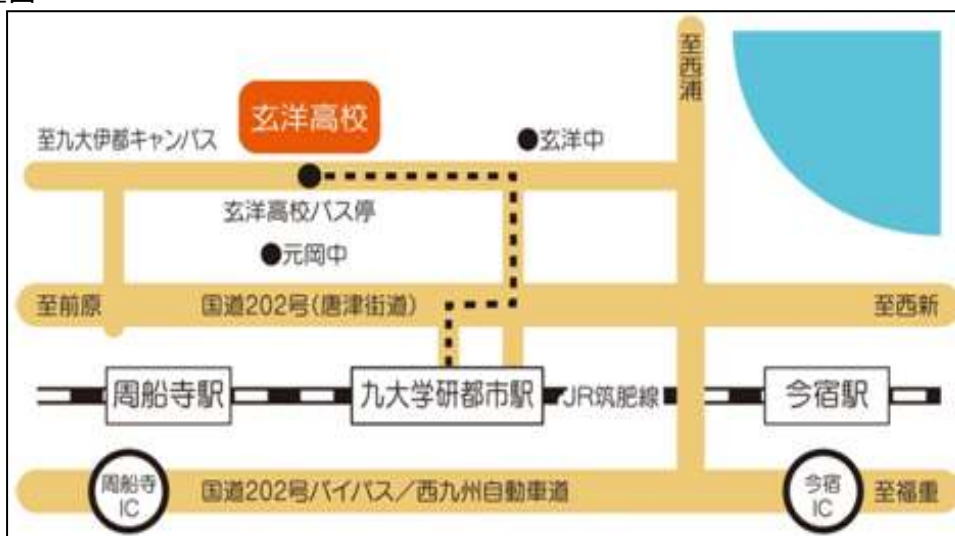 至西浦
玄洋高校
至九大伊都キャンパス
●玄洋中
玄洋高校バス停
●元岡中
至前原
国道202号(唐津街道)
至西新
周船寺駅
九大学研都市駅
JR筑肥線
今宿駅
周船寺
IC
国道202号バイパス/西九州自動車道
今宿
IC
至福重